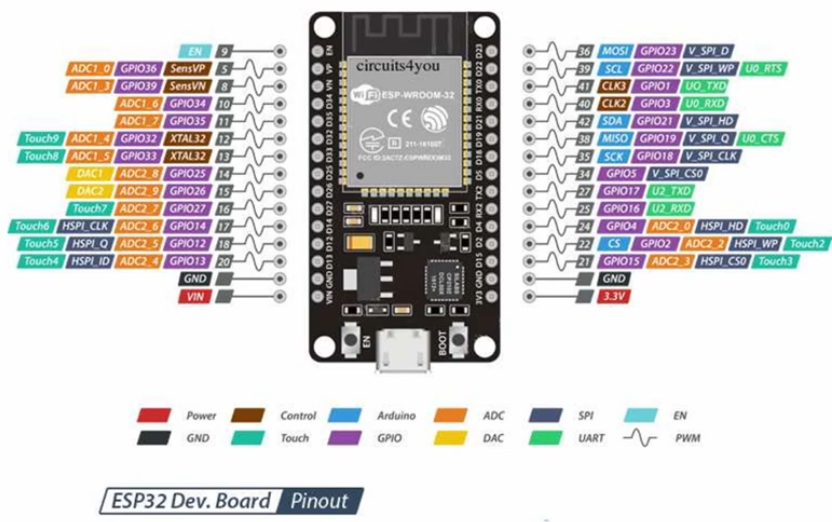 EN 9
ADC1_0 GPIO36 SensVP 5
ADC1_3 GPIO39 SensVN 8
ADC1_6 GPIO34 10
ADC1_7 GPIO35 11
Touch9 ADC1_4 GPIO32 XTAL32 12
Touch8 ADC1_5 GPIO33 XTAL32 13
DAC1 ADC2_8 GPIO25 14
DAC2 ADC2_9 GPIO26 15
Touch7 ADC2_7 GPIO27 16
Touch6 HSPI_CLK ADC2_6 GPIO14 17
Touch5 HSPI_Q ADC2_5 GPIO12 18
Touch4 HSPI_ID ADC2_4 GPIO13 20
GND
VIN
EN
VP
VN
D34
D35
D32
D33
D25
D26
D27
D14
D12
D13
GND
VIN
circuits4you
WiFi ESP-WROOM-32
R 211-161007
FCC ID:2AC7Z-ESPWROOM32
SILABS
CP2102
EN
BOOT
D23
D22
TX0
RX0
D21
D19
D18
D5
TX2
RX2
D4
D2
D15
GND
3V3
36 MOSI GPIO23 V_SPI_D
39 SCL GPIO22 V_SPI_WP U0_RTS
41 CLK3 GPIO1 UO_TXD
40 CLK2 GPIO3 U0_RXD
42 SDA GPIO21 V_SPI_HD
38 MISO GPIO19 V_SPI_Q U0_CTS
35 SCK GPIO18 V_SPI_CLK
34 GPIO5 V_SPI_CS0
27 GPIO17 U2_TXD
25 GPIO16 U2_RXD
24 GPIO4 ADC2_0 HSPI_HD Touch0
22 CS GPIO2 ADC2_2 HSPI_WP Touch2
21 GPIO15 ADC2_3 HSPI_CS0 Touch3
GND
3.3V
Power Control Arduino ADC SPI EN
GND Touch GPIO DAC UART PWM
ESP32 Dev. Board Pinout